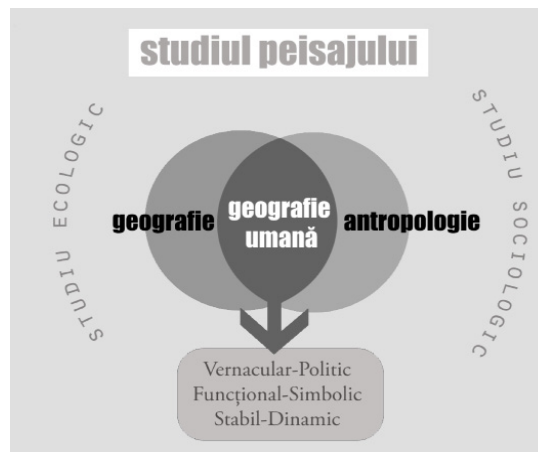 studiul peisajului
STUDIU ECOLOGIC
STUDIU SOCIOLOGIC
geografie
geografie
umană
antropologie
Vernacular-Politic
Funcțional-Simbolic
Stabil-Dinamic